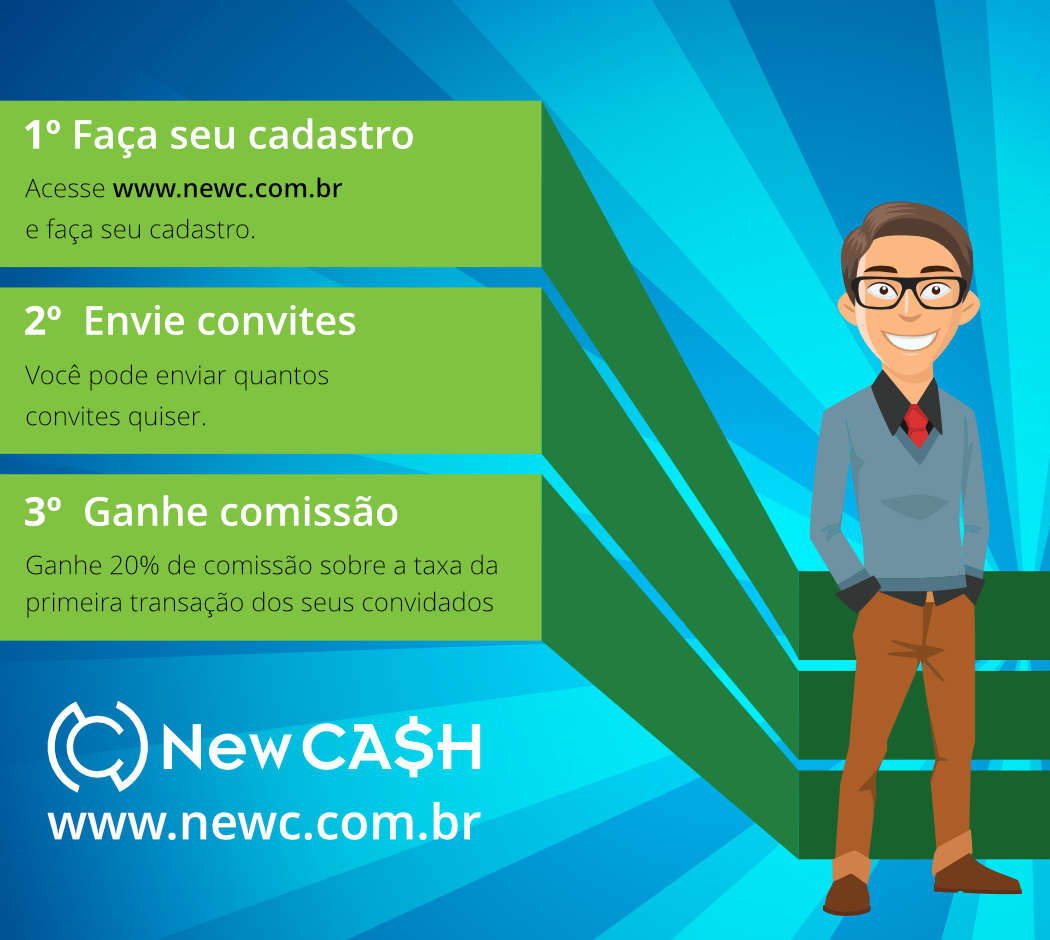 1º Faça seu cadastro
Acesse www.newc.com.br
e faça seu cadastro.
2º Envie convites
Você pode enviar quantos
convites quiser.
3º Ganhe comissão
Ganhe 20% de comissão sobre a taxa da
primeira transação dos seus convidados
New CA$H
www.newc.com.br